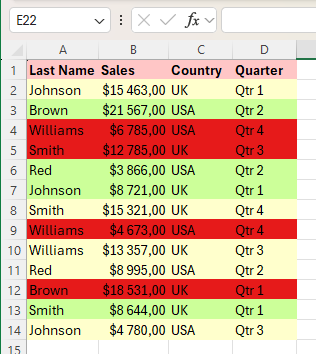 E22 fx
A B C D
1 Last Name Sales Country Quarter
2 Johnson $15 463,00 UK Qtr 1
3 Brown $21 567,00 USA Qtr 2
4 Williams $6 785,00 USA Qtr 4
5 Smith $12 785,00 UK Qtr 3
6 Red $3 866,00 USA Qtr 2
7 Johnson $8 721,00 UK Qtr 1
8 Smith $15 321,00 UK Qtr 4
9 Williams $4 673,00 USA Qtr 4
10 Williams $13 357,00 UK Qtr 3
11 Red $8 995,00 USA Qtr 2
12 Brown $18 531,00 UK Qtr 1
13 Smith $8 644,00 UK Qtr 1
14 Johnson $4 780,00 USA Qtr 3
15